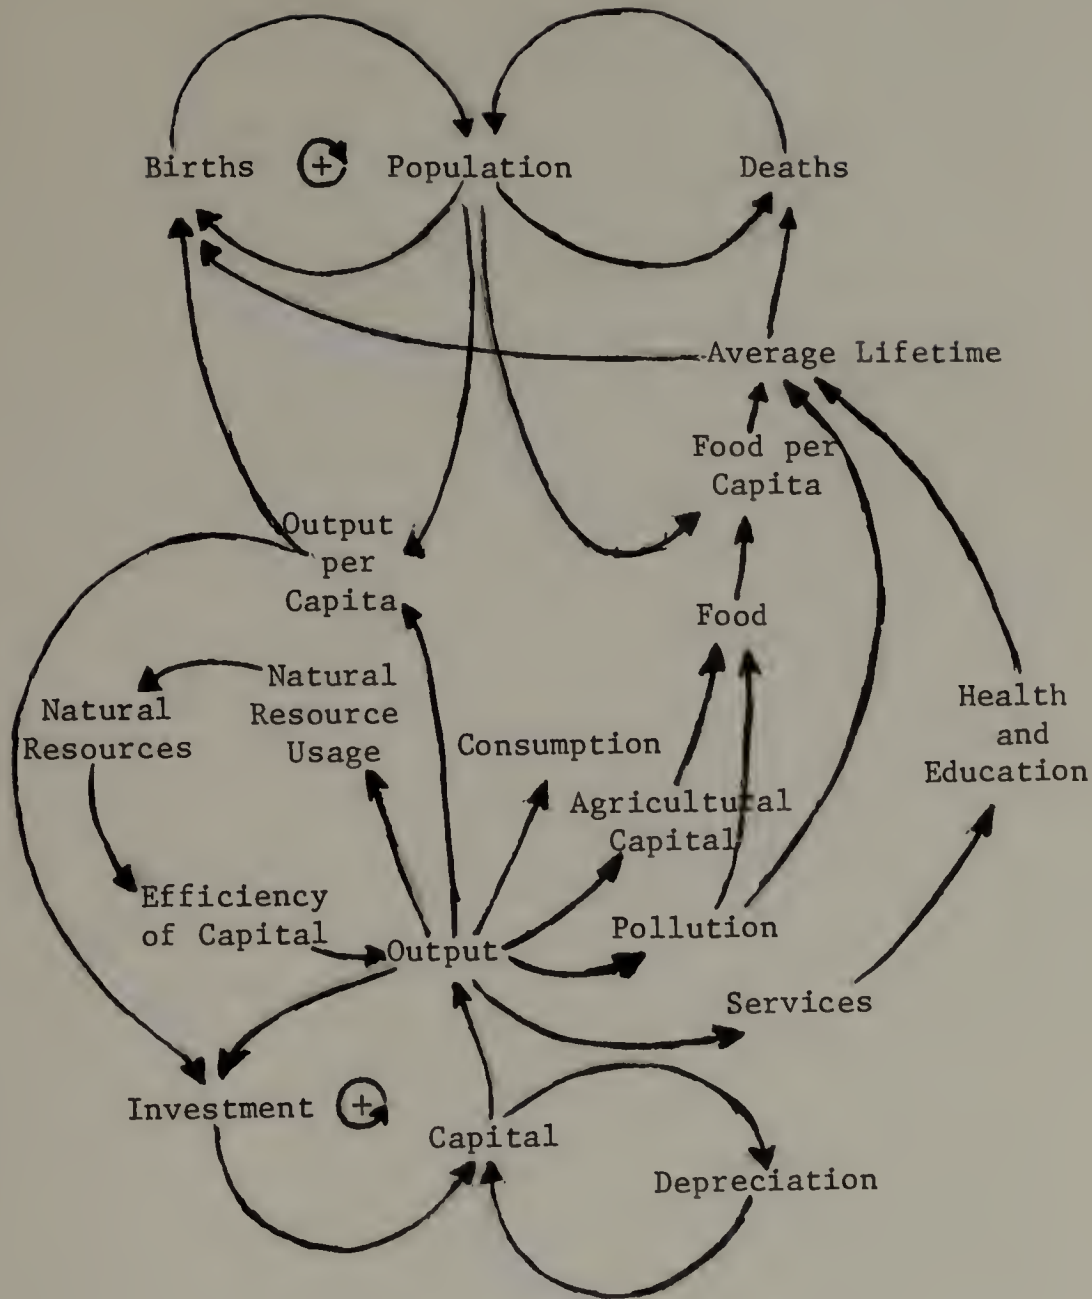 Births
+
Population
Deaths
Average Lifetime
Food per
Capita
Output
per
Capita
Food
Natural
Resource
Usage
Natural
Resources
Consumption
Health
and
Education
Agricultural
Capital
Efficiency
of Capital
Output
Pollution
Services
Investment
+
Capital
Depreciation